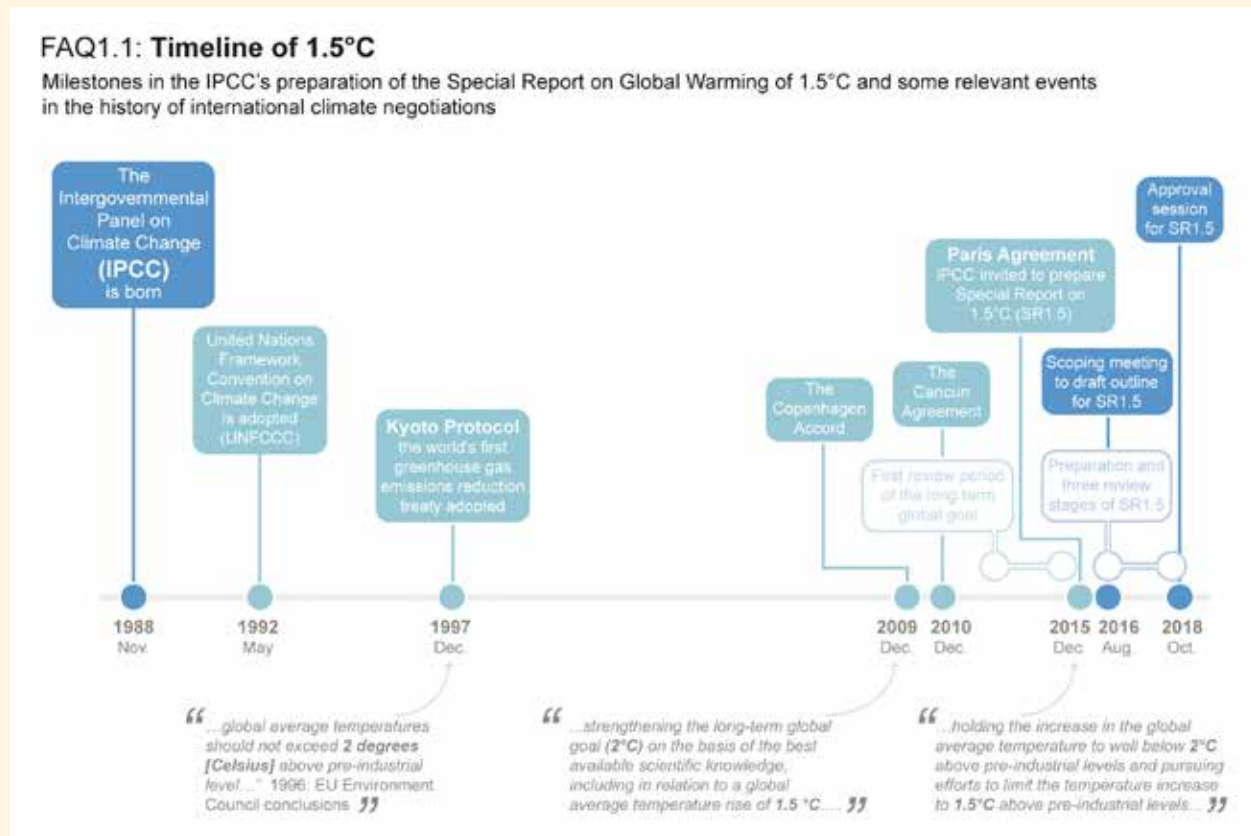 FAQ1.1: Timeline of 1.5°C
Milestones in the IPCC's preparation of the Special Report on Global Warming of 1.5°C and some relevant events
in the history of international climate negotiations
The
Intergovernmental
Panel on
Climate Change
(IPCC)
is born
United Nations
Framework
Convention on
Climate Change
is adopted
(UNFCCC)
Kyoto Protocol
the world's first
greenhouse gas
emissions reduction
treaty adopted
The
Copenhagen
Accord
The
Cancun
Agreement
First review period
of the long term
global goal
Paris Agreement
IPCC invited to prepare
Special Report on
1.5°C (SR1.5)
Scoping meeting
to draft outline
for SR1.5
Preparation and
three review
stages of SR1.5
Approval
session
for SR1.5
1988
Nov.
1992
May
1997
Dec.
2009
Dec.
2010
Dec.
2015
Dec
2016
Aug.
2018
Oct.
“ ...global average temperatures
should not exceed 2 degrees
[Celsius] above pre-industrial
level...” 1996: EU Environment
Council conclusions ”
“ ...strengthening the long-term global
goal (2°C) on the basis of the best
available scientific knowledge,
including in relation to a global
average temperature rise of 1.5 °C.... ”
“ ...holding the increase in the global
average temperature to well below 2°C
above pre-industrial levels and pursuing
efforts to limit the temperature increase
to 1.5°C above pre-industrial levels... ”